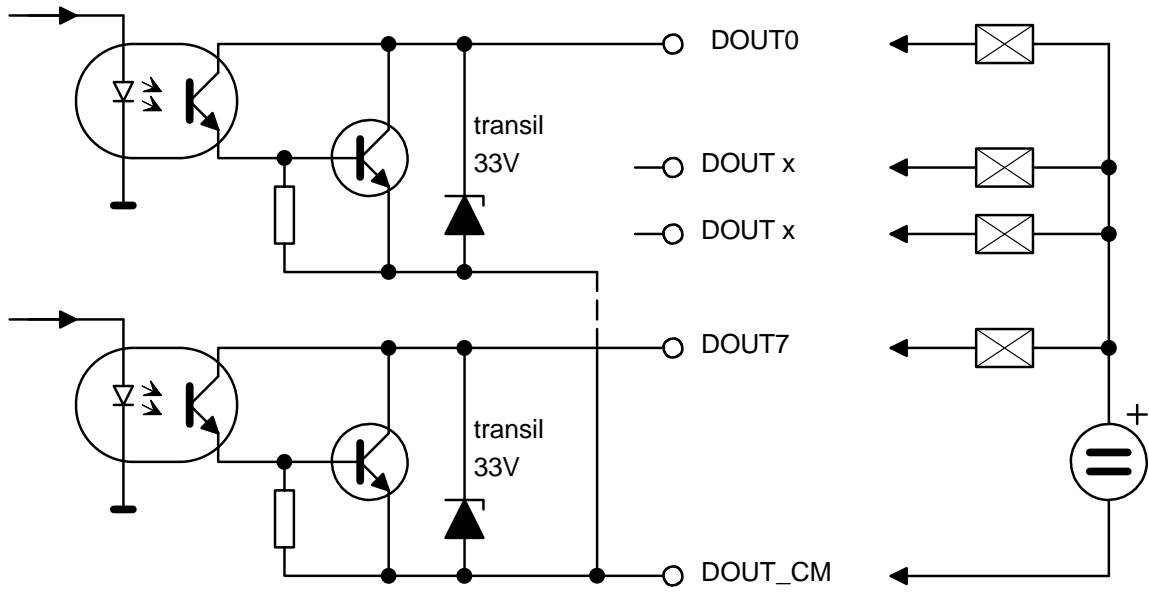 DOUT0
transil
33V
DOUT x
DOUT x
DOUT7
transil
33V
+
DOUT_CM